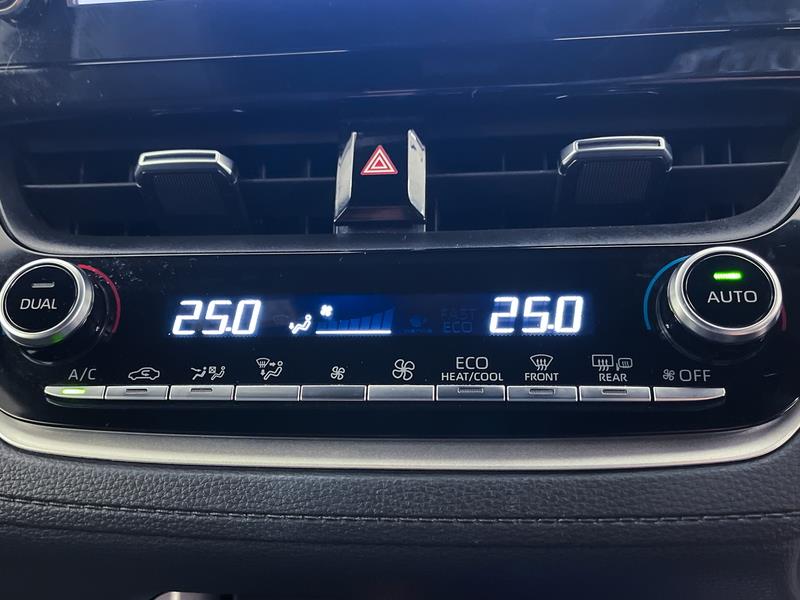 DUAL
25.0
FAST
ECO
25.0
AUTO
A/C
ECO
HEAT/COOL
FRONT
REAR
OFF